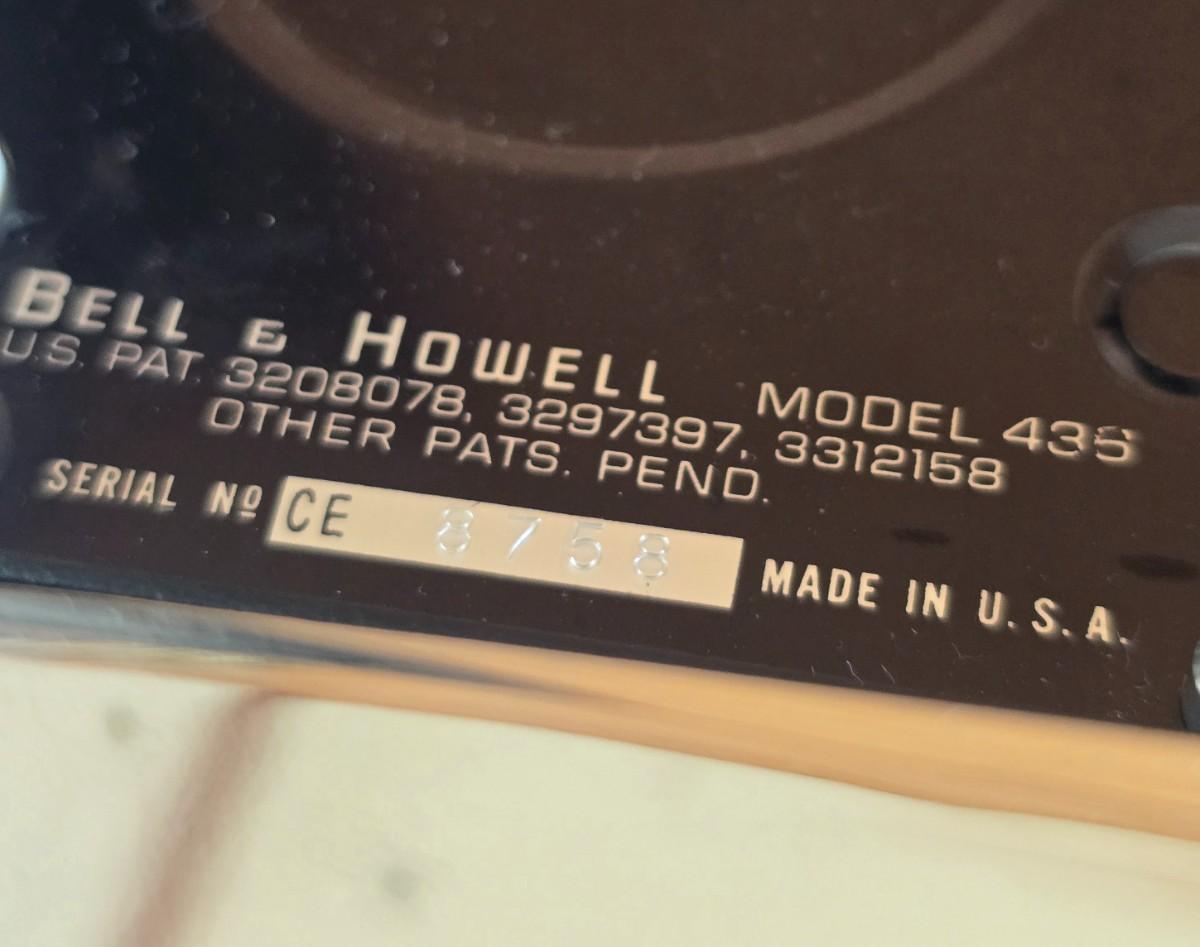 BELL & HOWELL MODEL 435
U.S. PAT. 3208078, 3297397, 3312158
OTHER PATS. PEND.
SERIAL Nº CE 8758 MADE IN U.S.A.